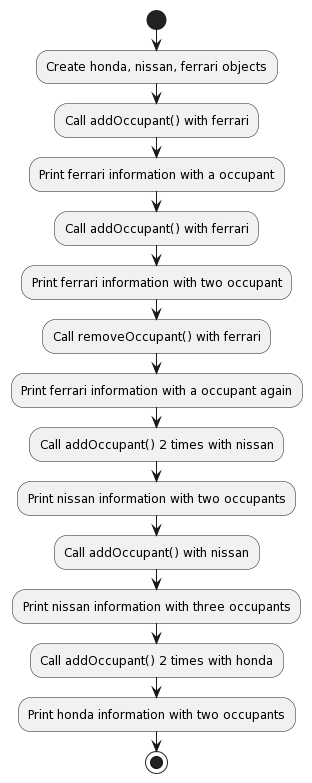 Create honda, nissan, ferrari objects
Call addOccupant() with ferrari
Print ferrari information with a occupant
Call addOccupant() with ferrari
Print ferrari information with two occupant
Call removeOccupant() with ferrari
Print ferrari information with a occupant again
Call addOccupant() 2 times with nissan
Print nissan information with two occupants
Call addOccupant() with nissan
Print nissan information with three occupants
Call addOccupant() 2 times with honda
Print honda information with two occupants